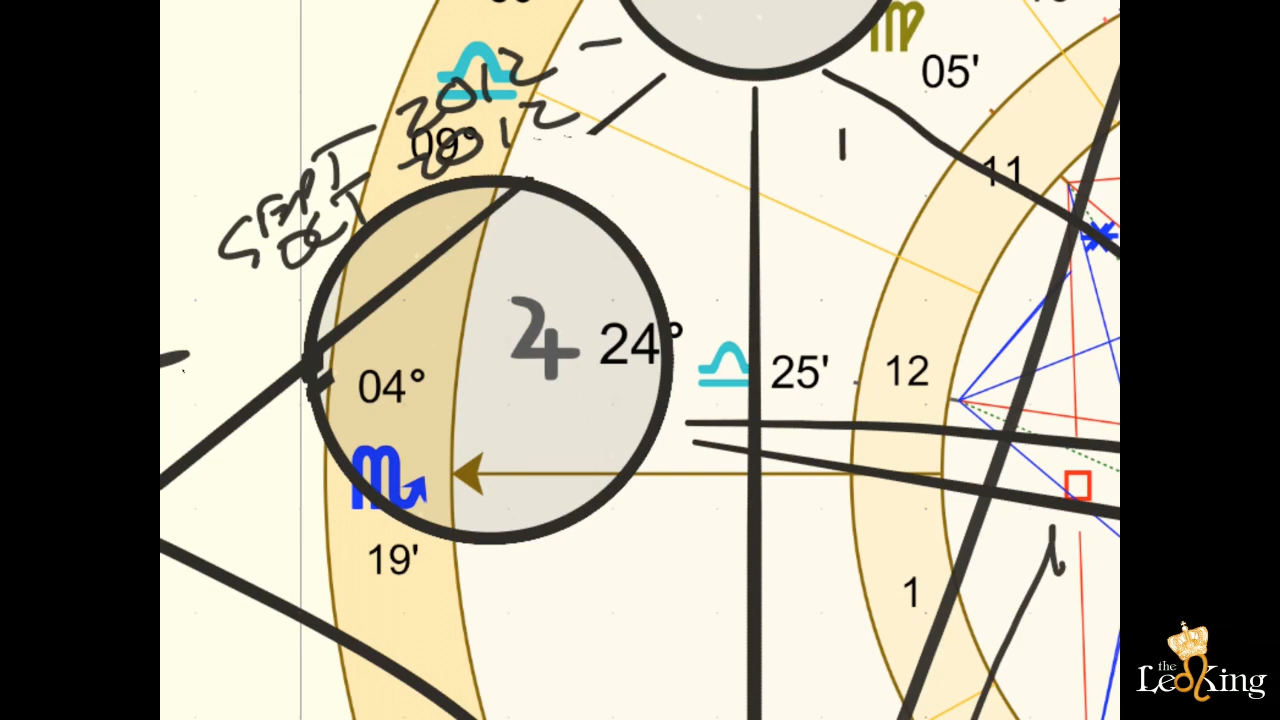 ♍
05'
♎
2012
SEPT
09°
2012
OCT
11
♃ 24° ♎ 25' 12
04°
♏
19'
1
the
LeoKing